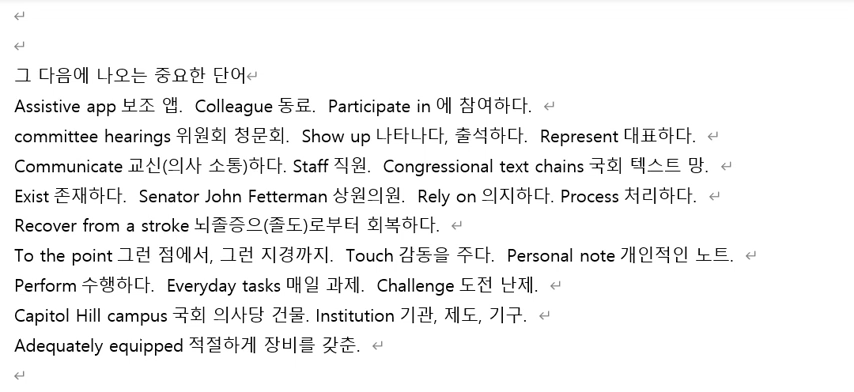 그 다음에 나오는 중요한 단어
Assistive app 보조 앱. Colleague 동료. Participate in 에 참여하다.
committee hearings 위원회 청문회. Show up 나타나다, 출석하다. Represent 대표하다.
Communicate 교신(의사 소통)하다. Staff 직원. Congressional text chains 국회 텍스트 망.
Exist 존재하다. Senator John Fetterman 상원의원. Rely on 의지하다. Process 처리하다.
Recover from a stroke 뇌졸증으(졸도)로부터 회복하다.
To the point 그런 점에서, 그런 지경까지. Touch 감동을 주다. Personal note 개인적인 노트.
Perform 수행하다. Everyday tasks 매일 과제. Challenge 도전 난제.
Capitol Hill campus 국회 의사당 건물. Institution 기관, 제도, 기구.
Adequately equipped 적절하게 장비를 갖춘.